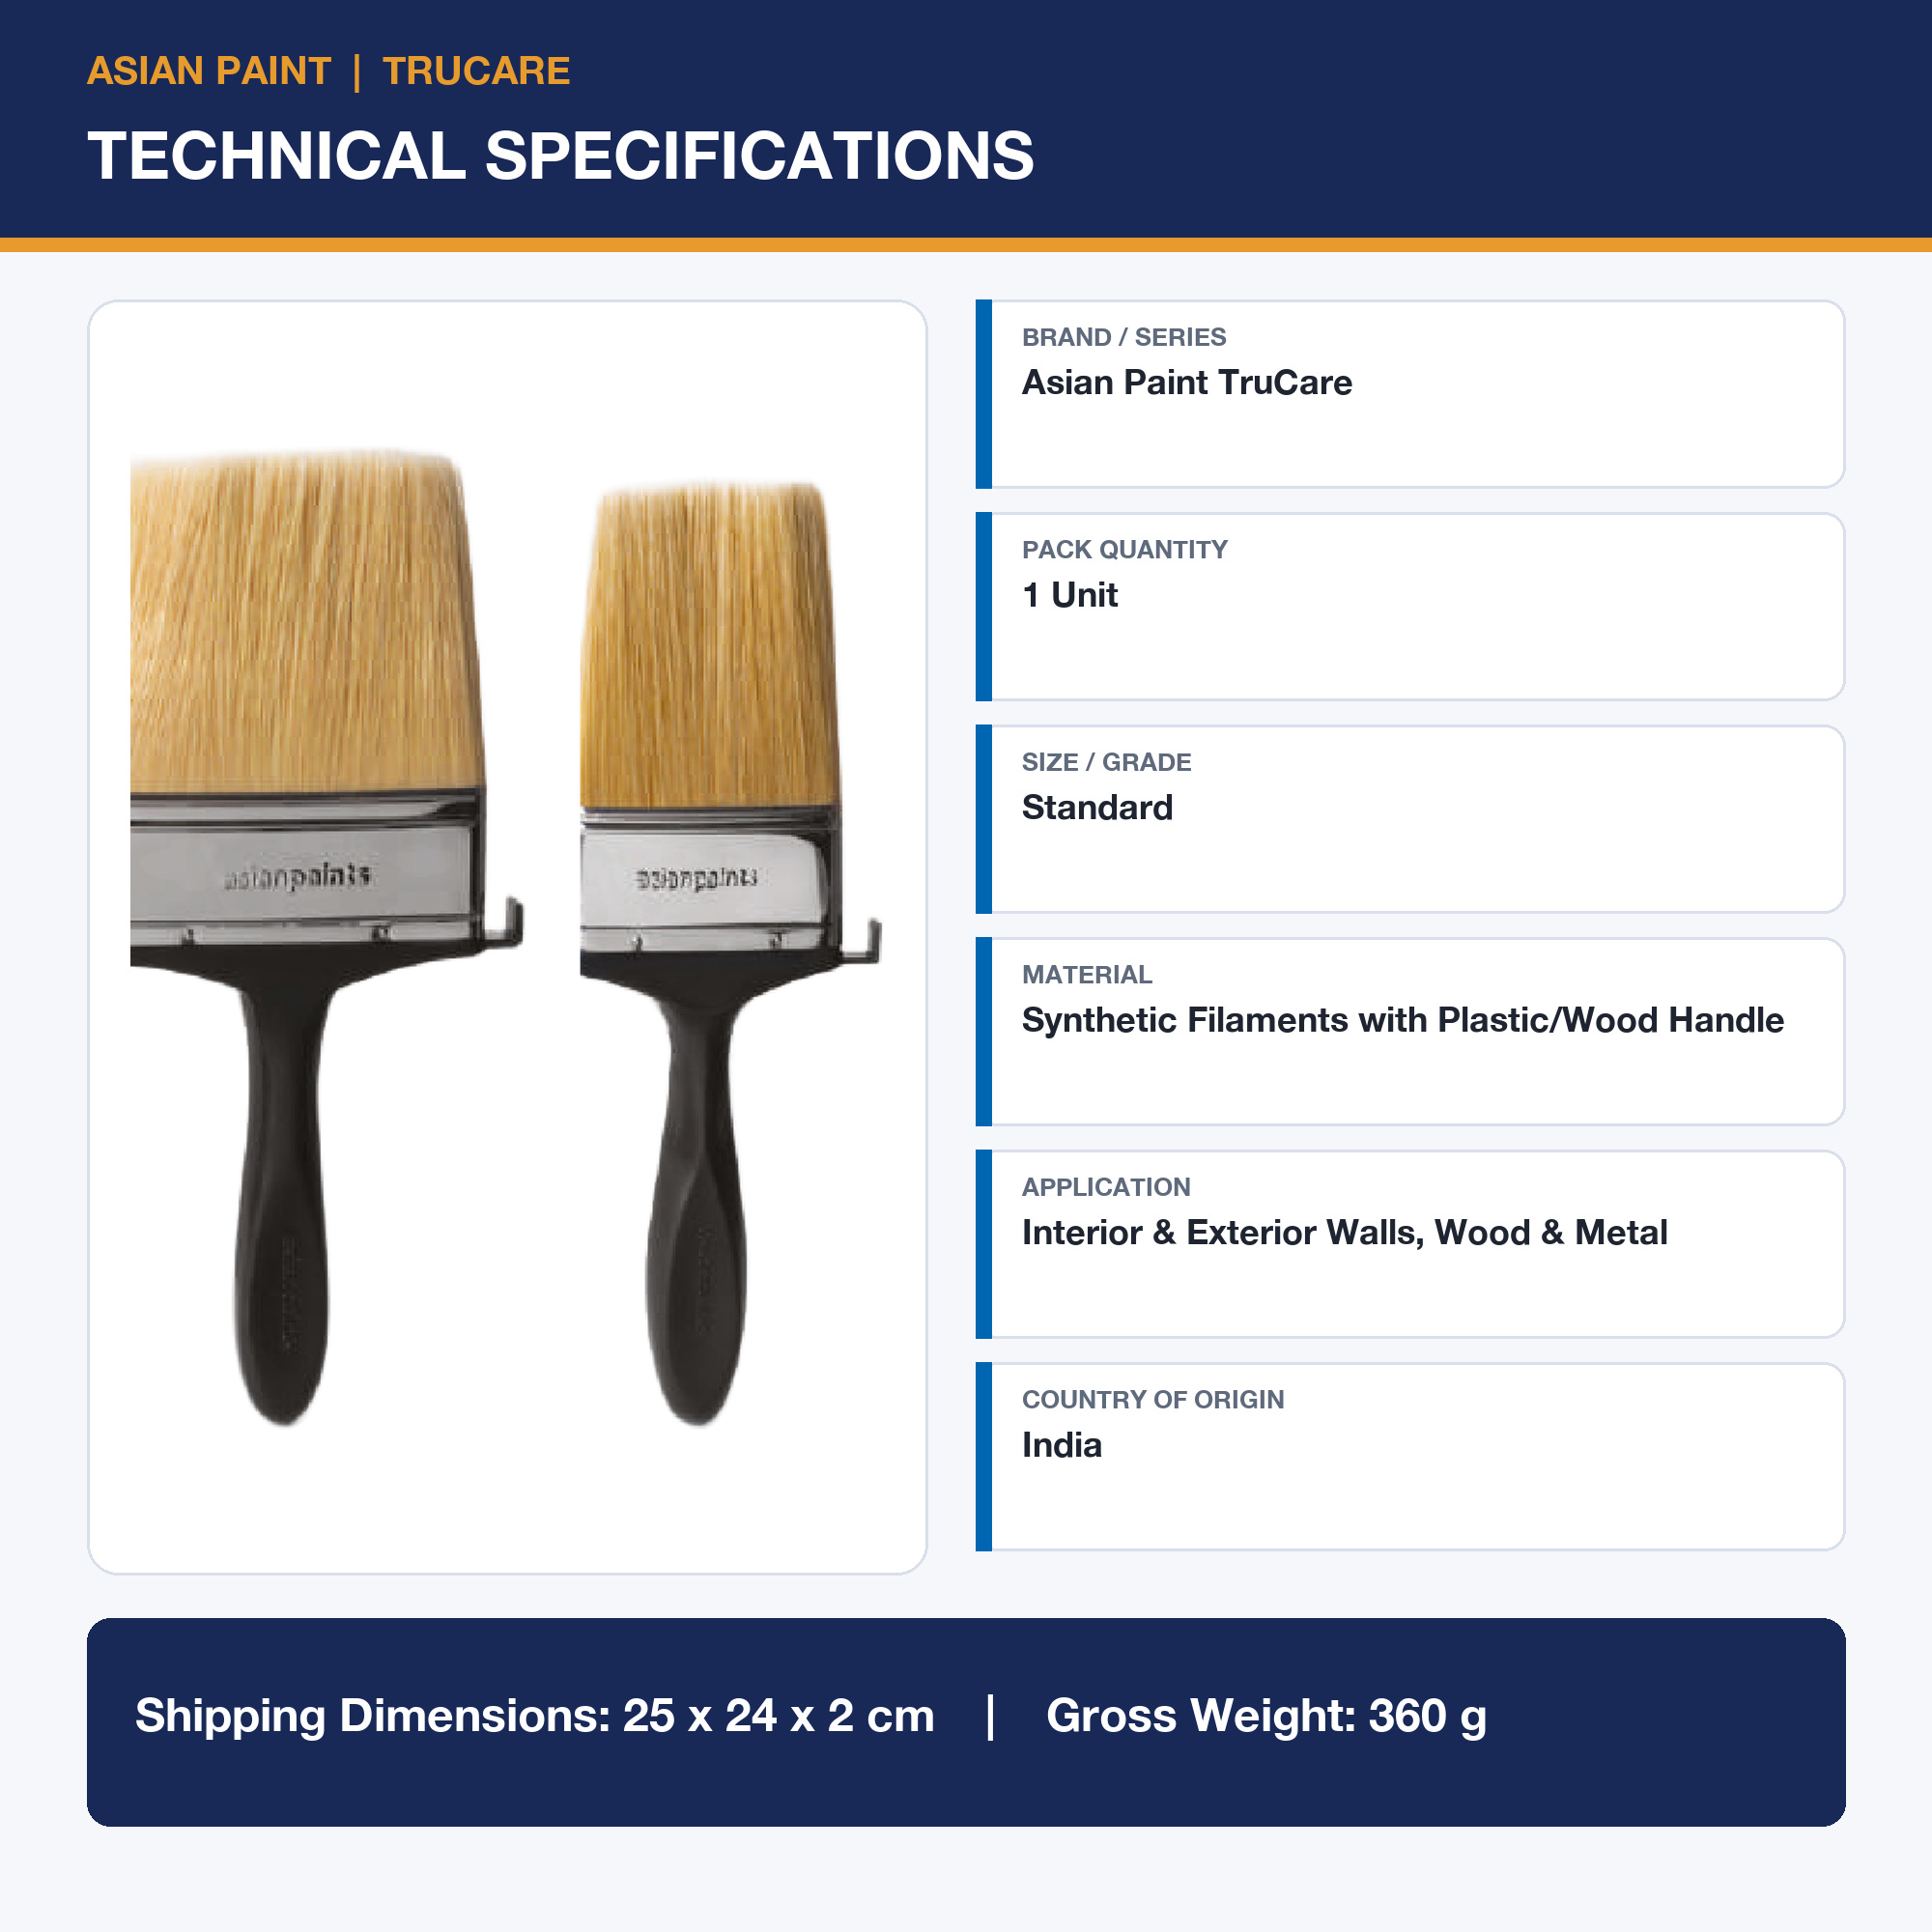 ASIAN PAINT | TRUCARE
TECHNICAL SPECIFICATIONS
asianpaints
asianpaints
BRAND / SERIES
Asian Paint TruCare
PACK QUANTITY
1 Unit
SIZE / GRADE
Standard
MATERIAL
Synthetic Filaments with Plastic/Wood Handle
APPLICATION
Interior & Exterior Walls, Wood & Metal
COUNTRY OF ORIGIN
India
Shipping Dimensions: 25 x 24 x 2 cm | Gross Weight: 360 g